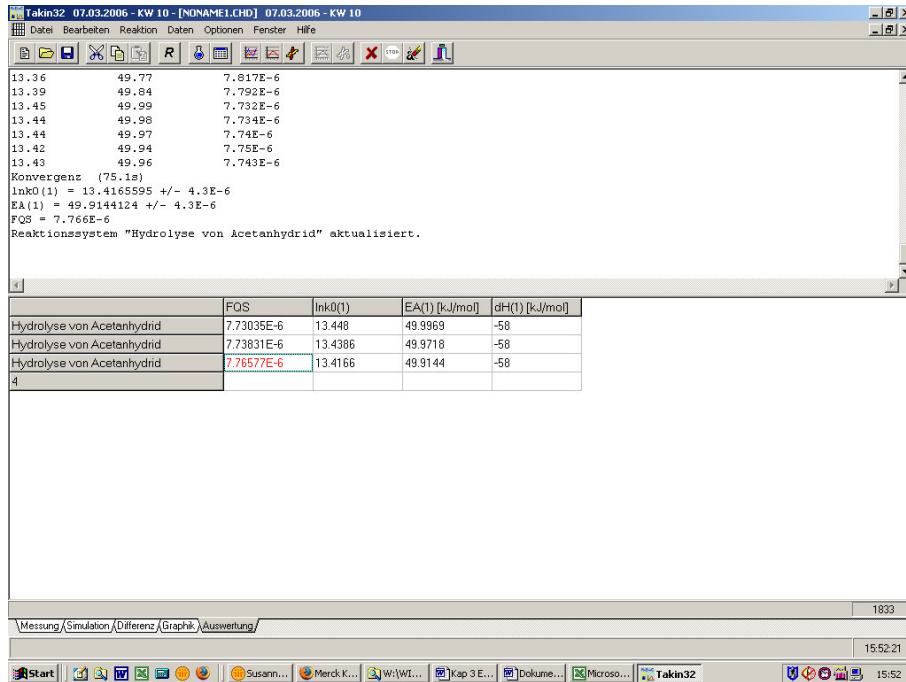 Takin32 07.03.2006 - KW 10 - [NONAME1.CHD] 07.03.2006 - KW 10
Datei Bearbeiten Reaktion Daten Optionen Fenster Hilfe
R STOP
13.36 49.77 7.817E-6
13.39 49.84 7.792E-6
13.45 49.99 7.732E-6
13.44 49.98 7.734E-6
13.44 49.97 7.74E-6
13.42 49.94 7.75E-6
13.43 49.96 7.743E-6
Konvergenz (75.1s)
lnk0(1) = 13.4165595 +/- 4.3E-6
EA(1) = 49.9144124 +/- 4.3E-6
FQS = 7.766E-6
Reaktionssystem "Hydrolyse von Acetanhydrid" aktualisiert.
FQS lnk0(1) EA(1) [kJ/mol] dH(1) [kJ/mol]
Hydrolyse von Acetanhydrid 7.73035E-6 13.448 49.9969 -58
Hydrolyse von Acetanhydrid 7.73831E-6 13.4386 49.9718 -58
Hydrolyse von Acetanhydrid 7.76577E-6 13.4166 49.9144 -58
4
1833
Messung Simulation Differenz Graphik Auswertung
15:52:21
Start Susann... Merck K... W:\WI... Kap 3 E... Dokume... Microso... Takin32 15:52